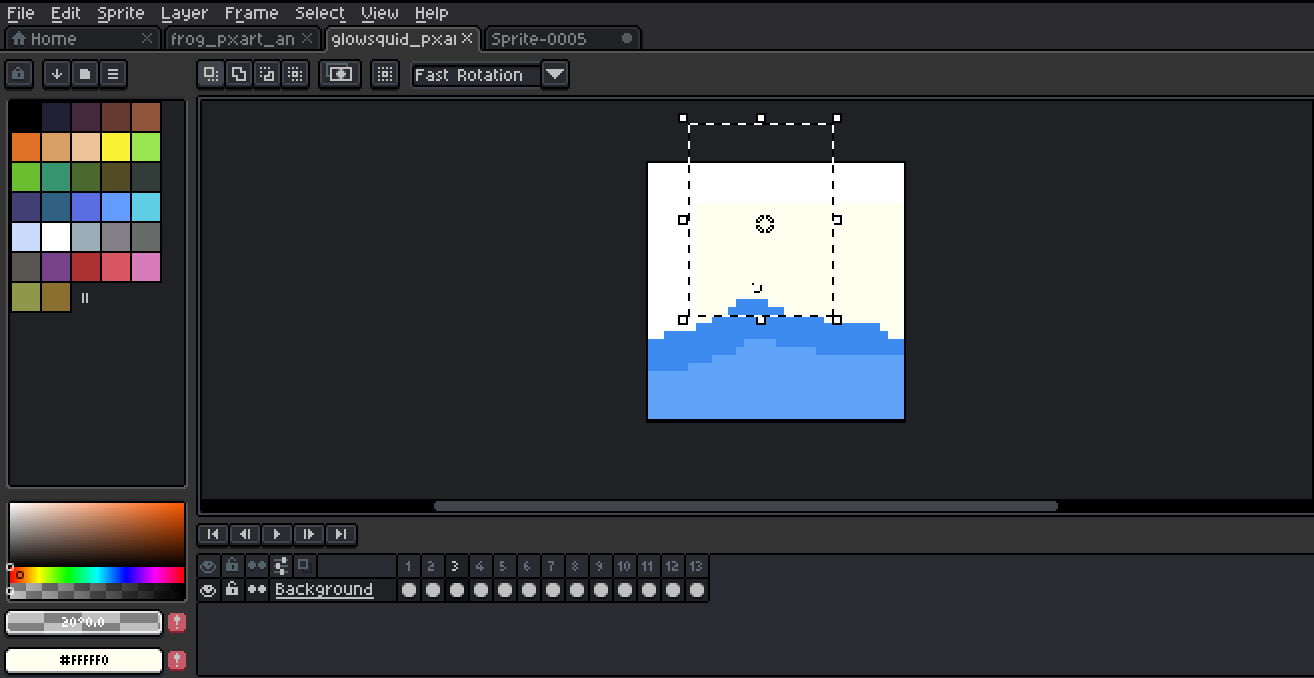 File Edit Sprite Layer Frame Select View Help
Home frog_pxart_an glowsquid_pxai Sprite-0005
Fast Rotation
1 2 3 4 5 6 7 8 9 10 11 12 13
Background
20°0.0
#FFFFF0